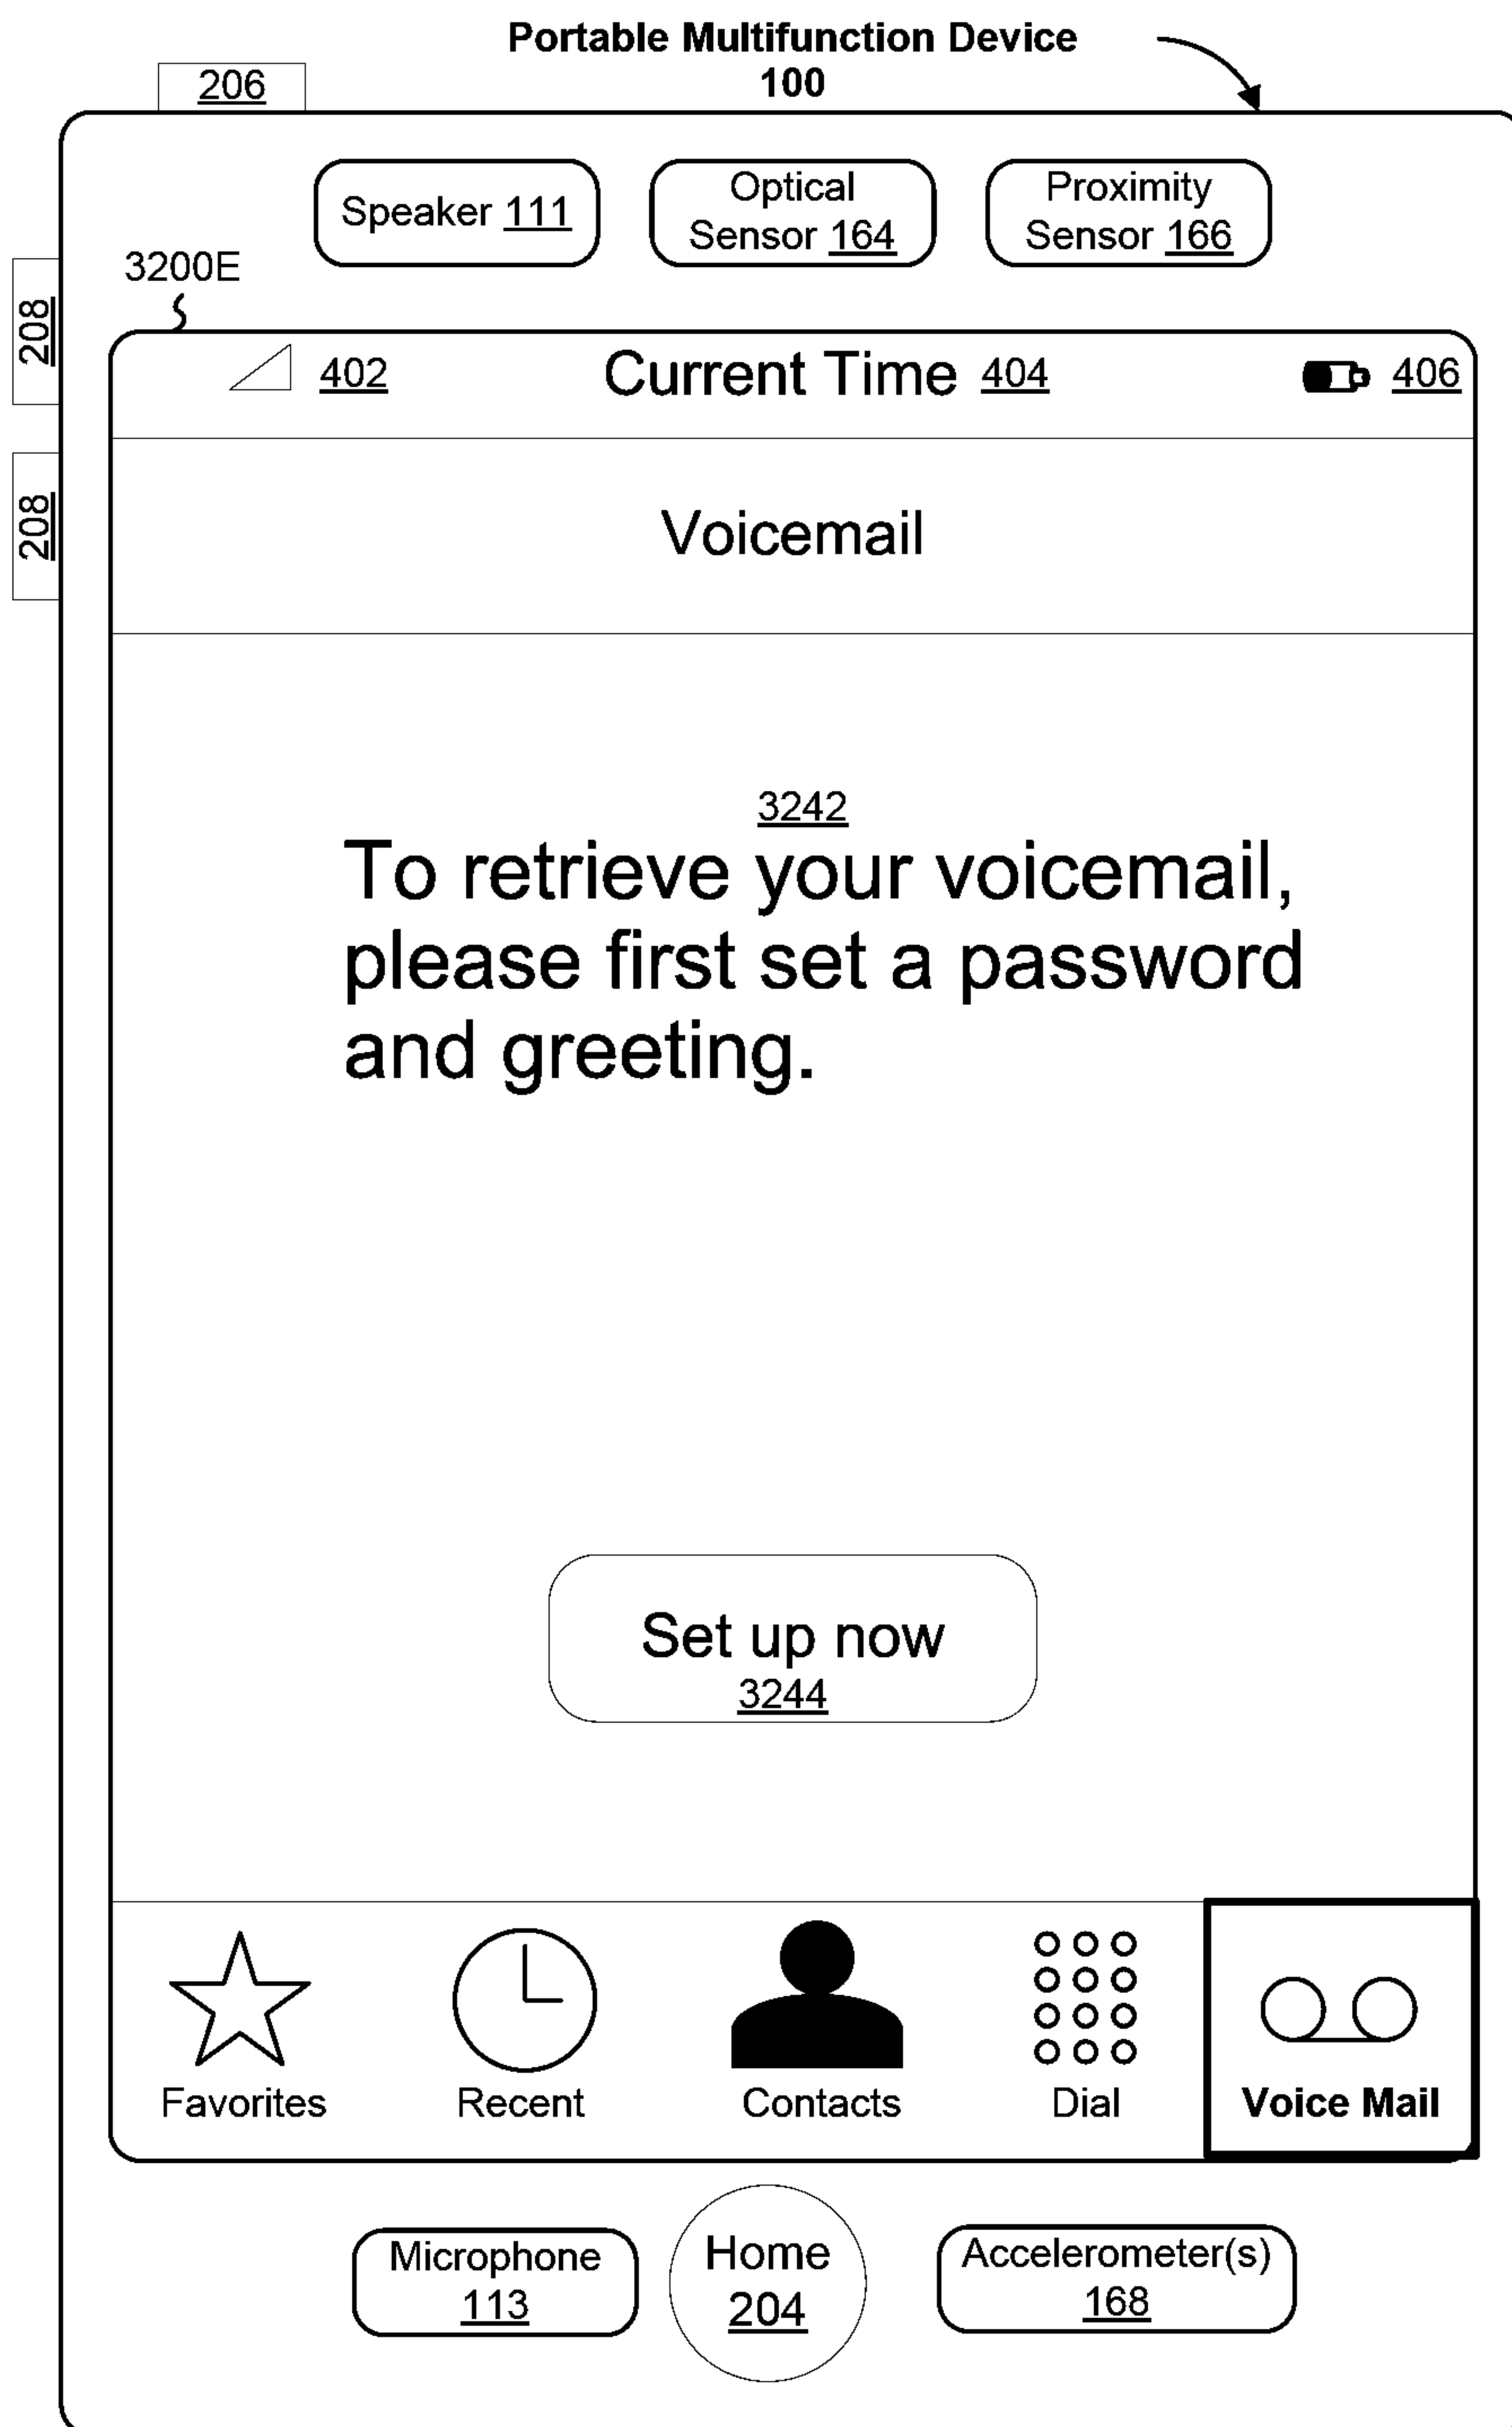 Portable Multifunction Device
100
206
Speaker 111
Optical
Sensor 164
Proximity
Sensor 166
3200E
208
208
402
Current Time 404
406
Voicemail
3242
To retrieve your voicemail,
please first set a password
and greeting.
Set up now
3244
Favorites
Recent
Contacts
Dial
Voice Mail
Microphone
113
Home
204
Accelerometer(s)
168